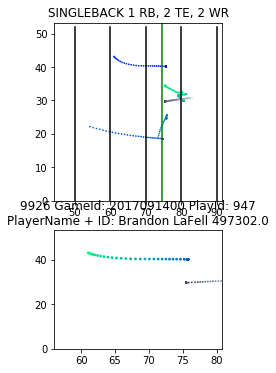 SINGLEBACK 1 RB, 2 TE, 2 WR
50
40
30
20
10
0
50 60 70 80 90
9926 GameId: 2017091400 PlayId: 947
PlayerName + ID: Brandon LaFell 497302.0
40
20
0
60 65 70 75 80